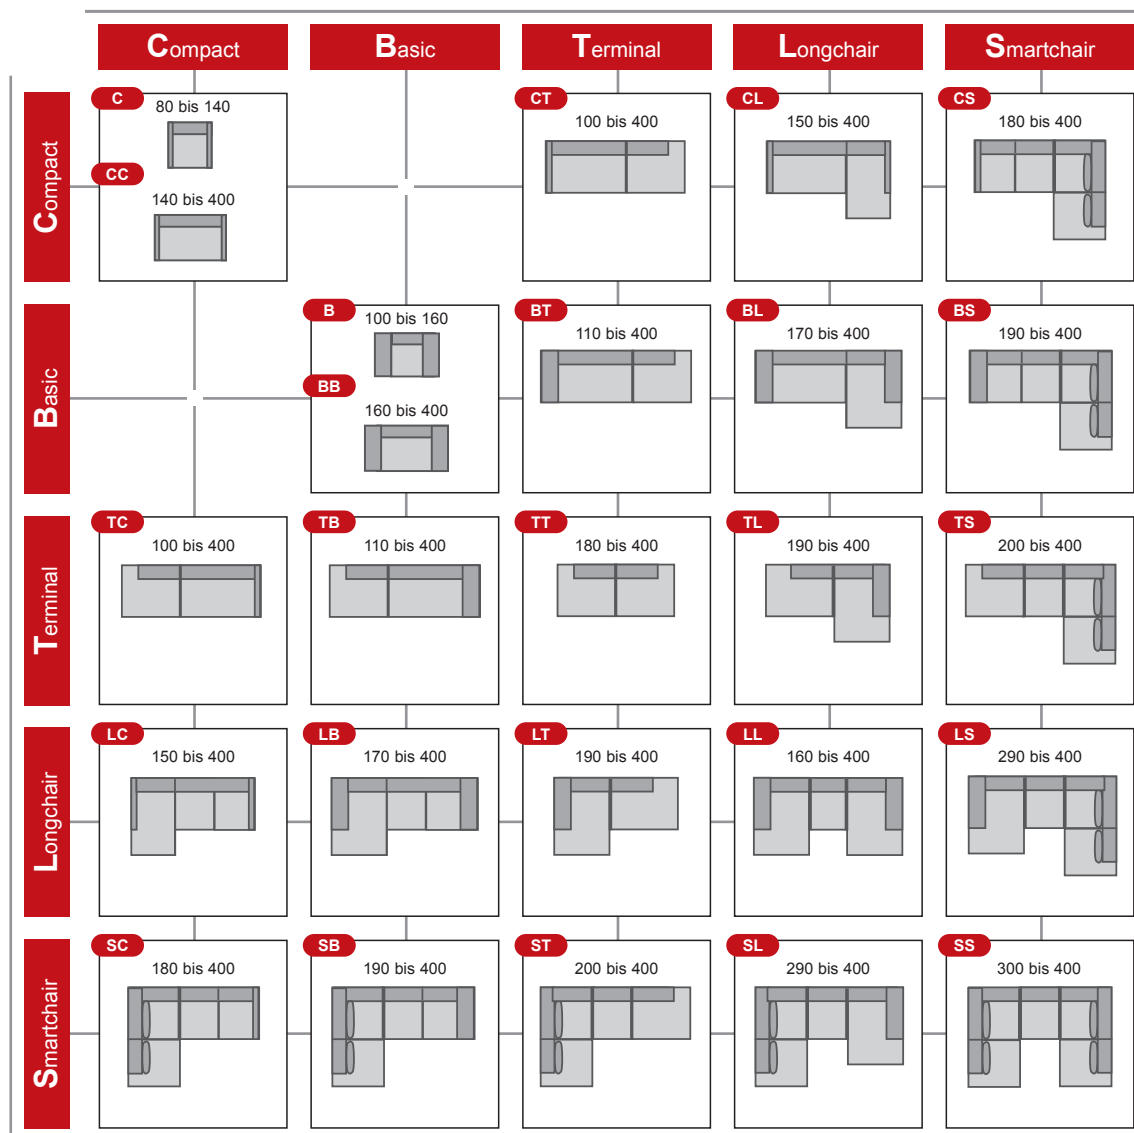 Compact
Basic
Terminal
Longchair
Smartchair
Compact
C
80 bis 140
CC
140 bis 400
CT
100 bis 400
CL
150 bis 400
CS
180 bis 400
Basic
B
100 bis 160
BB
160 bis 400
BT
110 bis 400
BL
170 bis 400
BS
190 bis 400
Terminal
TC
100 bis 400
TB
110 bis 400
TT
180 bis 400
TL
190 bis 400
TS
200 bis 400
Longchair
LC
150 bis 400
LB
170 bis 400
LT
190 bis 400
LL
160 bis 400
LS
290 bis 400
Smartchair
SC
180 bis 400
SB
190 bis 400
ST
200 bis 400
SL
290 bis 400
SS
300 bis 400